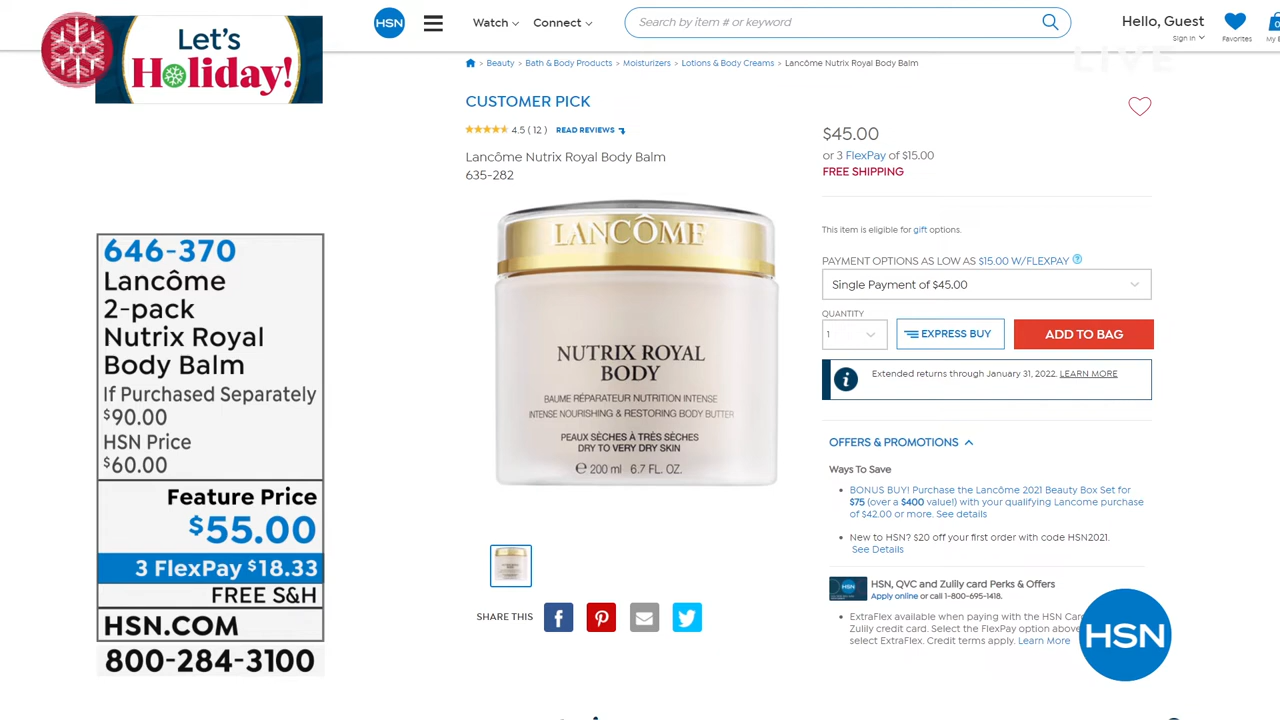 Let's
Holiday!
646-370
Lancôme
2-pack
Nutrix Royal
Body Balm
If Purchased Separately
$90.00
HSN Price
$60.00
Feature Price
$55.00
3 FlexPay $18.33
FREE S&H
HSN.COM
800-284-3100
HSN
Watch
Connect
Search by item # or keyword
Hello, Guest
Sign In
Favorites
0
LIVE
Beauty > Bath & Body Products > Moisturizers > Lotions & Body Creams > Lancôme Nutrix Royal Body Balm
CUSTOMER PICK
4.5 ( 12 ) READ REVIEWS
Lancôme Nutrix Royal Body Balm
635-282
LANCÔME
NUTRIX ROYAL
BODY
BAUME RÉPARATEUR NUTRITION INTENSE
INTENSE NOURISHING & RESTORING BODY BUTTER
PEAUX SÈCHES À TRÈS SÈCHES
DRY TO VERY DRY SKIN
e 200 ml 6.7 FL. OZ.
SHARE THIS
$45.00
or 3 FlexPay of $15.00
FREE SHIPPING
This item is eligible for gift options.
PAYMENT OPTIONS AS LOW AS $15.00 W/FLEXPAY ?
Single Payment of $45.00
QUANTITY
1
EXPRESS BUY
ADD TO BAG
Extended returns through January 31, 2022. LEARN MORE
OFFERS & PROMOTIONS
Ways To Save
• BONUS BUY! Purchase the Lancôme 2021 Beauty Box Set for
$75 (over a $400 value!) with your qualifying Lancome purchase
of $42.00 or more. See details
• New to HSN? $20 off your first order with code HSN2021.
See Details
HSN, QVC and Zulily card Perks & Offers
Apply online or call 1-800-695-1418.
• ExtraFlex available when paying with the HSN
Zulily credit card. Select the FlexPay option above
select ExtraFlex. Credit terms apply. Learn More
HSN